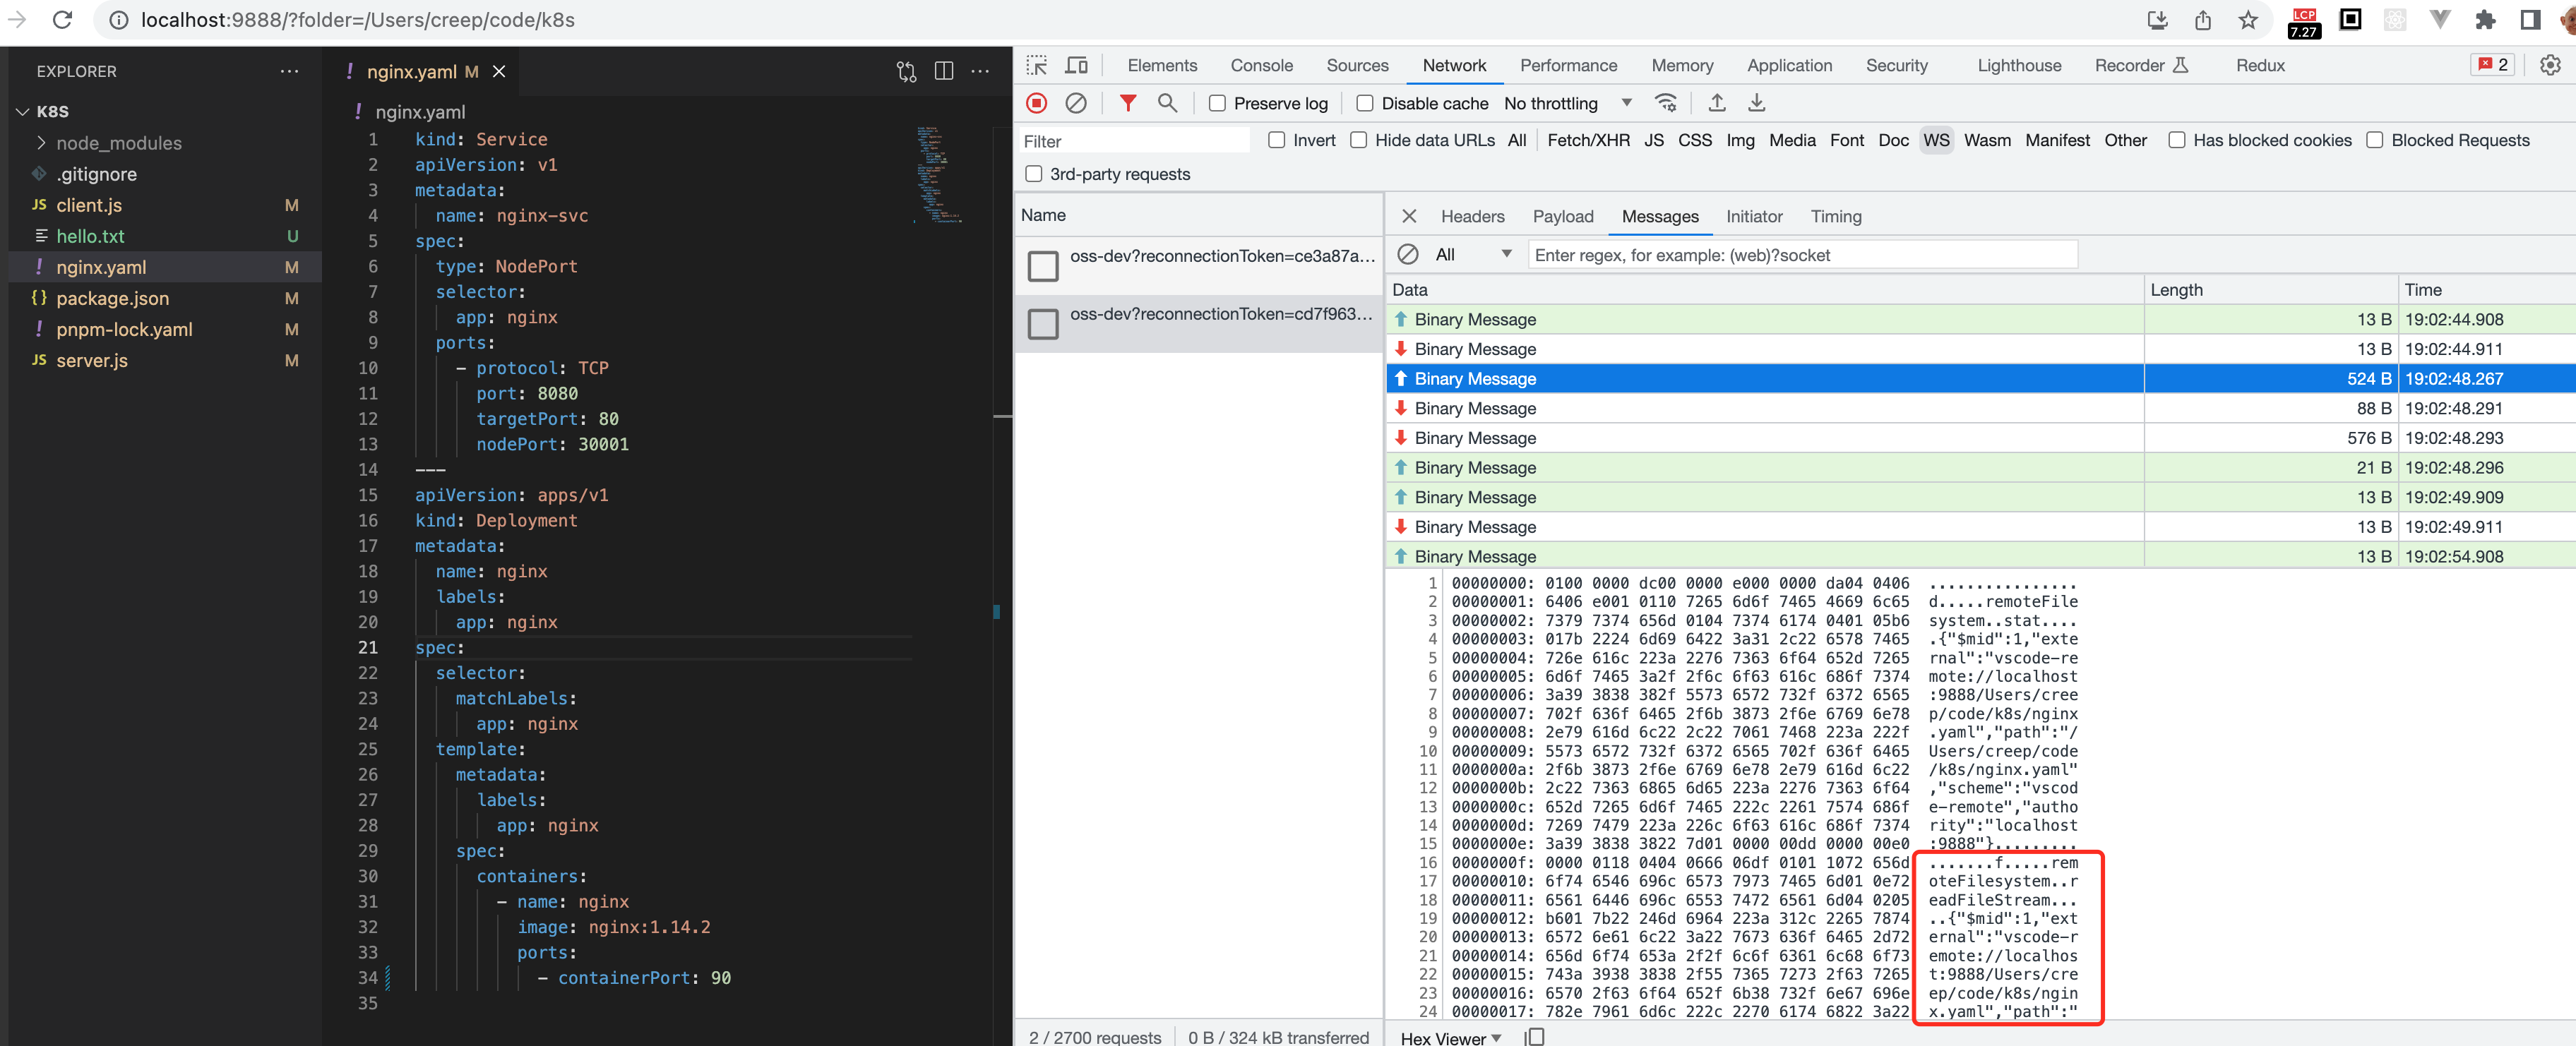 localhost:9888/?folder=/Users/creep/code/k8s
LCP
7.27
EXPLORER
K8S
node_modules
.gitignore
JS client.js M
hello.txt U
! nginx.yaml M
{} package.json M
! pnpm-lock.yaml M
JS server.js M
! nginx.yaml M
! nginx.yaml
1 kind: Service
2 apiVersion: v1
3 metadata:
4 name: nginx-svc
5 spec:
6 type: NodePort
7 selector:
8 app: nginx
9 ports:
10 - protocol: TCP
11 port: 8080
12 targetPort: 80
13 nodePort: 30001
14 ---
15 apiVersion: apps/v1
16 kind: Deployment
17 metadata:
18 name: nginx
19 labels:
20 app: nginx
21 spec:
22 selector:
23 matchLabels:
24 app: nginx
25 template:
26 metadata:
27 labels:
28 app: nginx
29 spec:
30 containers:
31 - name: nginx
32 image: nginx:1.14.2
33 ports:
34 - containerPort: 90
35
Elements Console Sources Network Performance Memory Application Security Lighthouse Recorder Redux 2
Preserve log Disable cache No throttling
Filter Invert Hide data URLs All Fetch/XHR JS CSS Img Media Font Doc WS Wasm Manifest Other Has blocked cookies Blocked Requests
3rd-party requests
Name
oss-dev?reconnectionToken=ce3a87a...
oss-dev?reconnectionToken=cd7f963...
2 / 2700 requests 0 B / 324 kB transferred
Headers Payload Messages Initiator Timing
All Enter regex, for example: (web)?socket
Data Length Time
Binary Message 13 B 19:02:44.908
Binary Message 13 B 19:02:44.911
Binary Message 524 B 19:02:48.267
Binary Message 88 B 19:02:48.291
Binary Message 576 B 19:02:48.293
Binary Message 21 B 19:02:48.296
Binary Message 13 B 19:02:49.909
Binary Message 13 B 19:02:49.911
Binary Message 13 B 19:02:54.908
1 00000000: 0100 0000 dc00 0000 e000 0000 da04 0406 ................
2 00000001: 6406 e001 0110 7265 6d6f 7465 4669 6c65 d.....remoteFile
3 00000002: 7379 7374 656d 0104 7374 6174 0401 05b6 system..stat....
4 00000003: 017b 2224 6d69 6422 3a31 2c22 6578 7465 .{"$mid":1,"exte
5 00000004: 726e 616c 223a 2276 7363 6f64 652d 7265 rnal":"vscode-re
6 00000005: 6d6f 7465 3a2f 2f6c 6f63 616c 686f 7374 mote://localhost
7 00000006: 3a39 3838 382f 5573 6572 732f 6372 6565 :9888/Users/cree
8 00000007: 702f 636f 6465 2f6b 3873 2f6e 6769 6e78 p/code/k8s/nginx
9 00000008: 2e79 616d 6c22 2c22 7061 7468 223a 222f .yaml","path":"/
10 00000009: 5573 6572 732f 6372 6565 702f 636f 6465 Users/creep/code
11 0000000a: 2f6b 3873 2f6e 6769 6e78 2e79 616d 6c22 /k8s/nginx.yaml"
12 0000000b: 2c22 7363 6865 6d65 223a 2276 7363 6f64 ,"scheme":"vscod
13 0000000c: 652d 7265 6d6f 7465 222c 2261 7574 686f e-remote","autho
14 0000000d: 7269 7479 223a 226c 6f63 616c 686f 7374 rity":"localhost
15 0000000e: 3a39 3838 3822 7d01 0000 00dd 0000 00e0 :9888"}.........
16 0000000f: 0000 0118 0404 0666 06df 0101 1072 656d .......f.....rem
17 00000010: 6f74 6546 696c 6573 7973 7465 6d01 0e72 oteFilesystem..r
18 00000011: 6561 6446 696c 6553 7472 6561 6d04 0205 eadFileStream...
19 00000012: b601 7b22 246d 6964 223a 312c 2265 7874 ..{"$mid":1,"ext
20 00000013: 6572 6e61 6c22 3a22 7673 636f 6465 2d72 ernal":"vscode-r
21 00000014: 656d 6f74 653a 2f2f 6c6f 6361 6c68 6f73 emote://localhos
22 00000015: 743a 3938 3838 2f55 7365 7273 2f63 7265 t:9888/Users/cre
23 00000016: 6570 2f63 6f64 652f 6b38 732f 6e67 696e ep/code/k8s/ngin
24 00000017: 782e 7961 6d6c 222c 2270 6174 6822 3a22 x.yaml","path":"
Hex Viewer